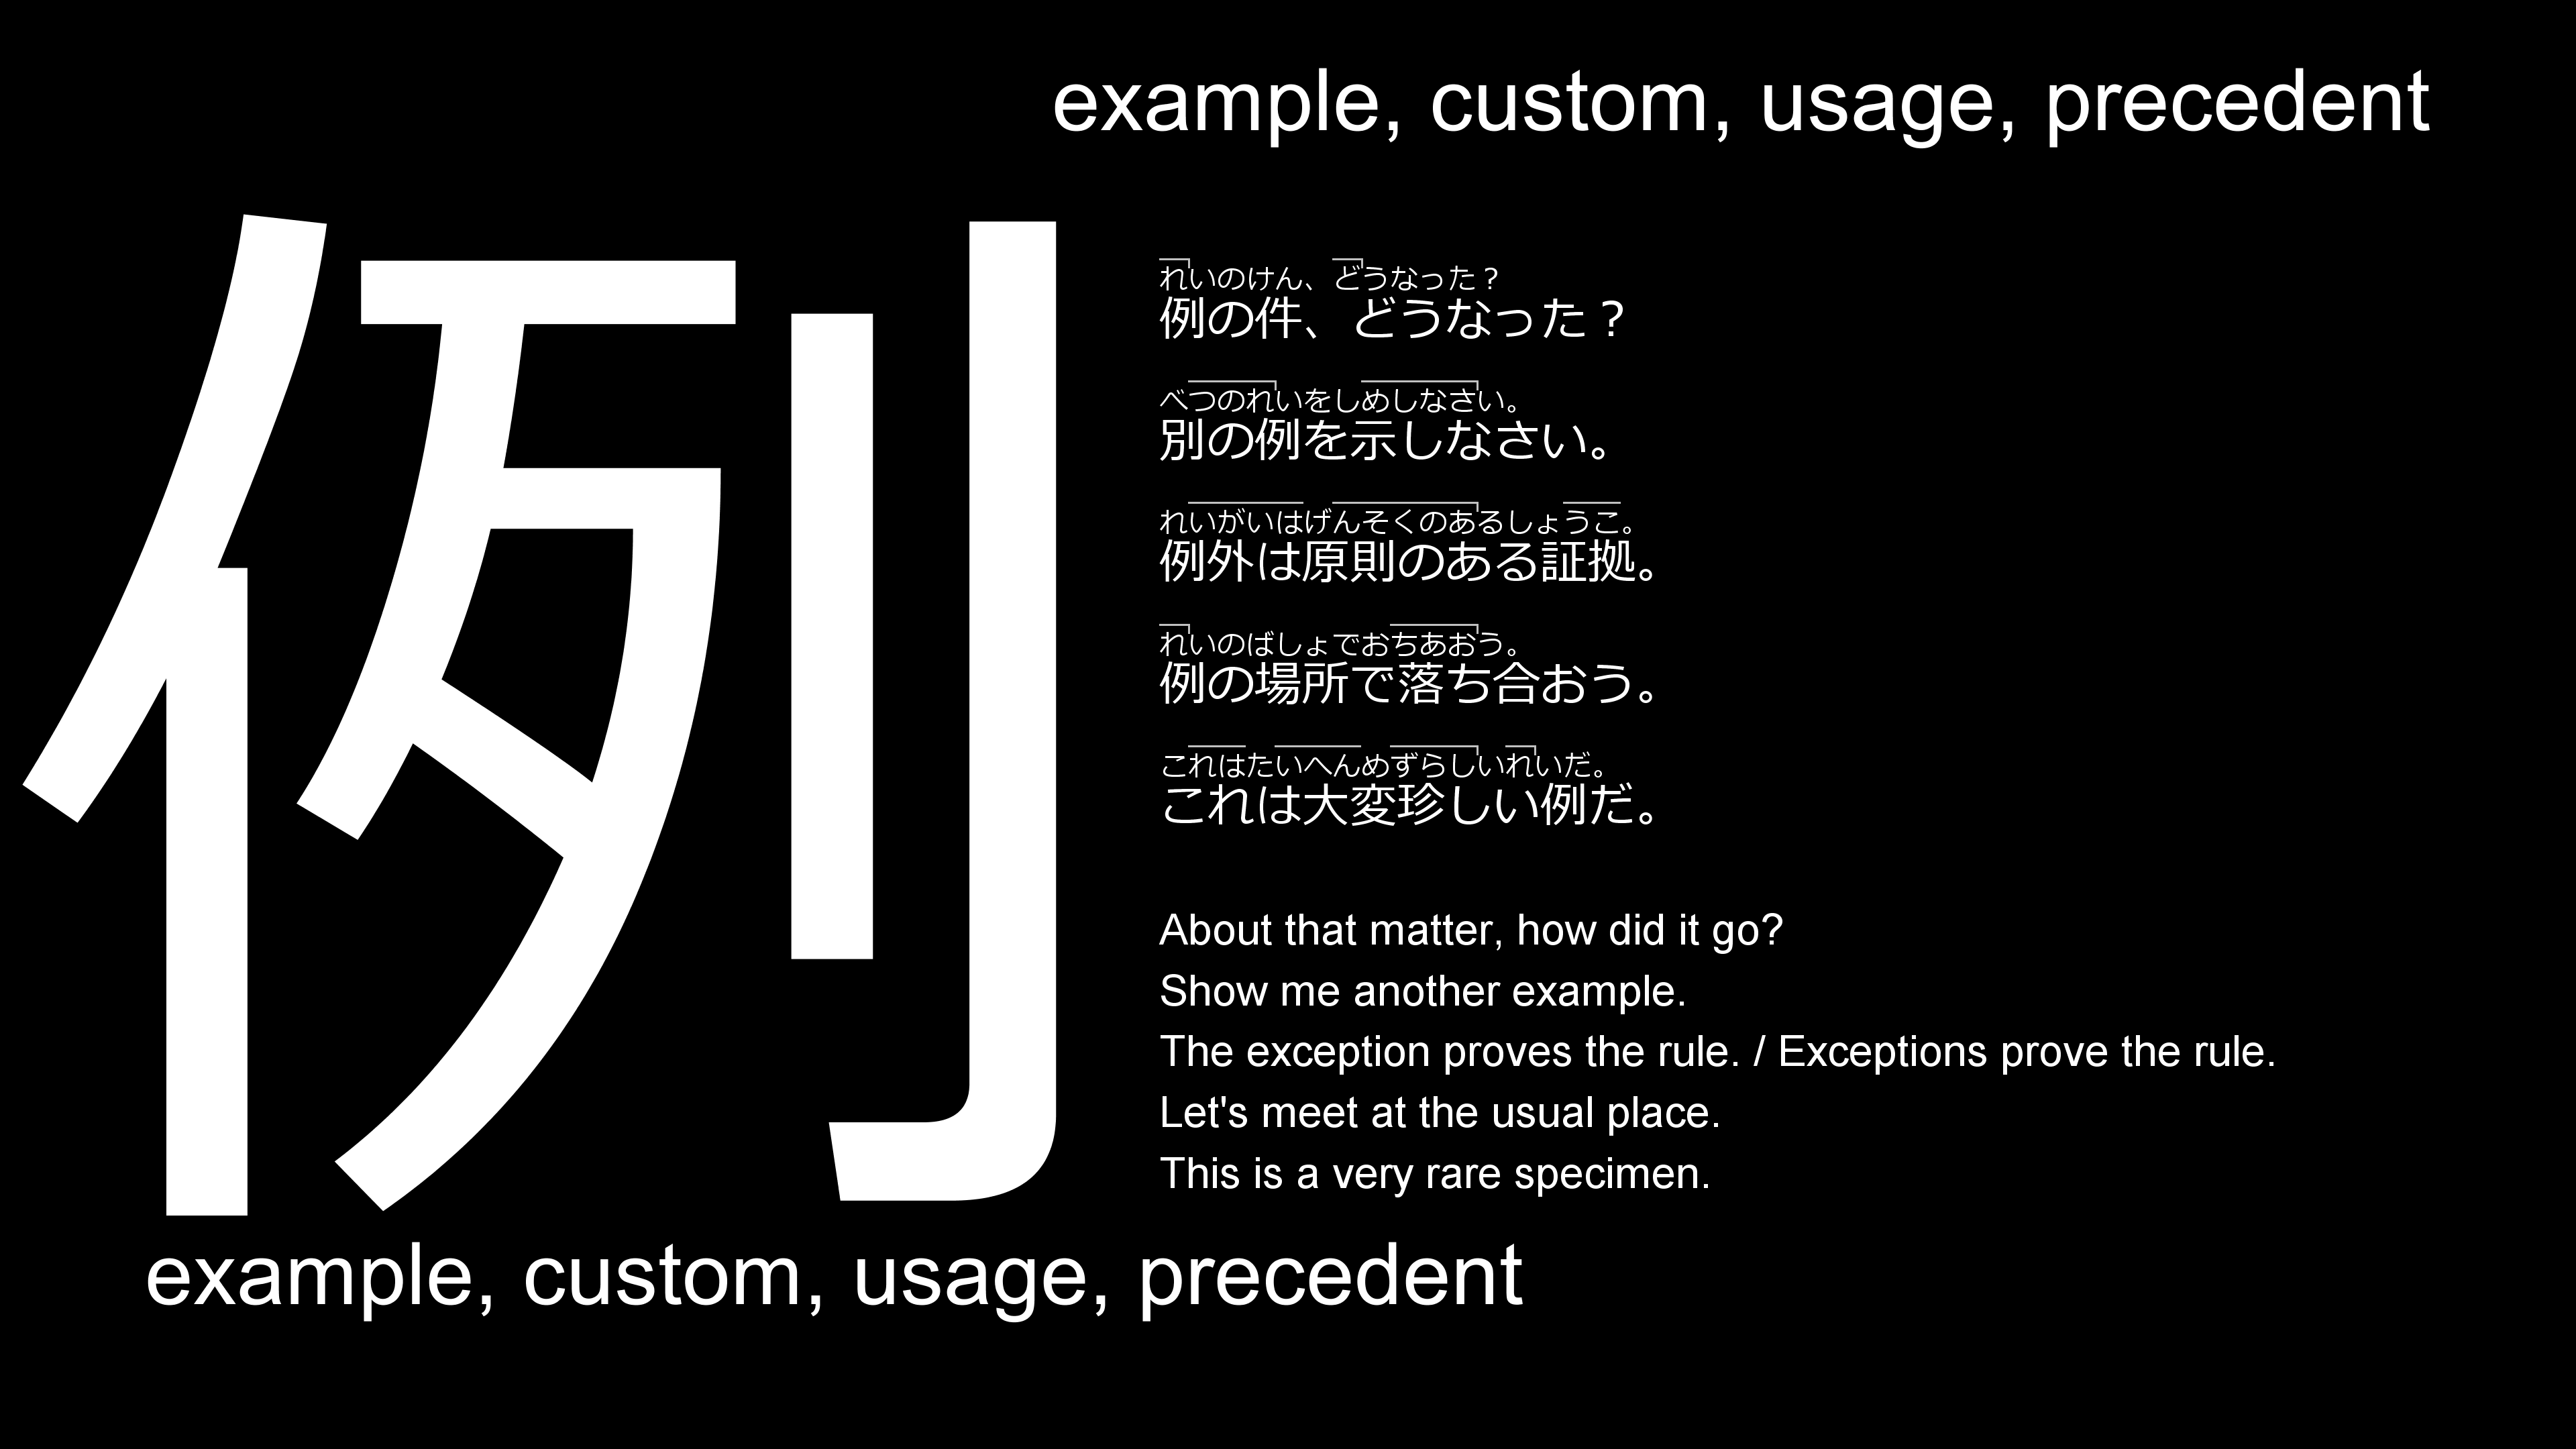 example, custom, usage, precedent
例
れいのけん、どうなった？
例の件、どうなった？
べつのれいをしめしなさい。
別の例を示しなさい。
れいがいはげんそくのあるしょうこ。
例外は原則のある証拠。
れいのばしょでおちあおう。
例の場所で落ち合おう。
これはたいへんめずらしいれいだ。
これは大変珍しい例だ。
About that matter, how did it go?
Show me another example.
The exception proves the rule. / Exceptions prove the rule.
Let's meet at the usual place.
This is a very rare specimen.
example, custom, usage, precedent